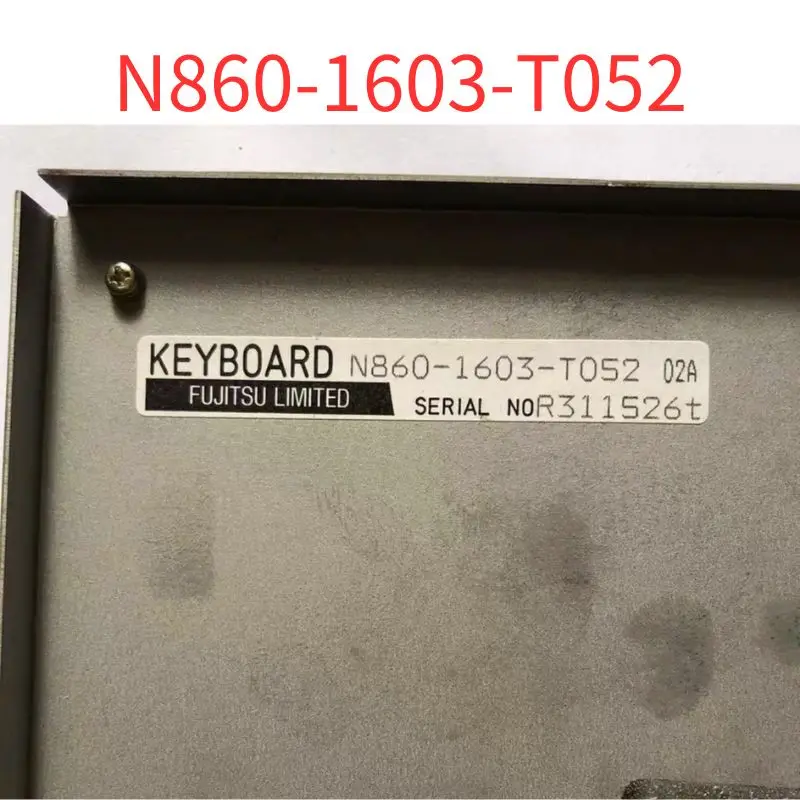 N860-1603-T052
KEYBOARD N860-1603-T052 02A
FUJITSU LIMITED SERIAL NOR311526t